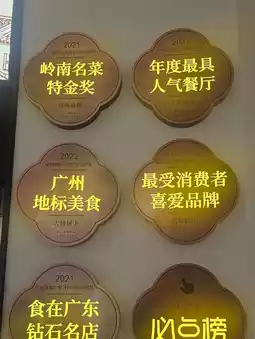 2021
岭南名菜
特金奖
2021
年度最具
人气餐厅
2022
广州
地标美食
最受消费者
喜爱品牌
2021
食在广东
钻石名店
必点榜